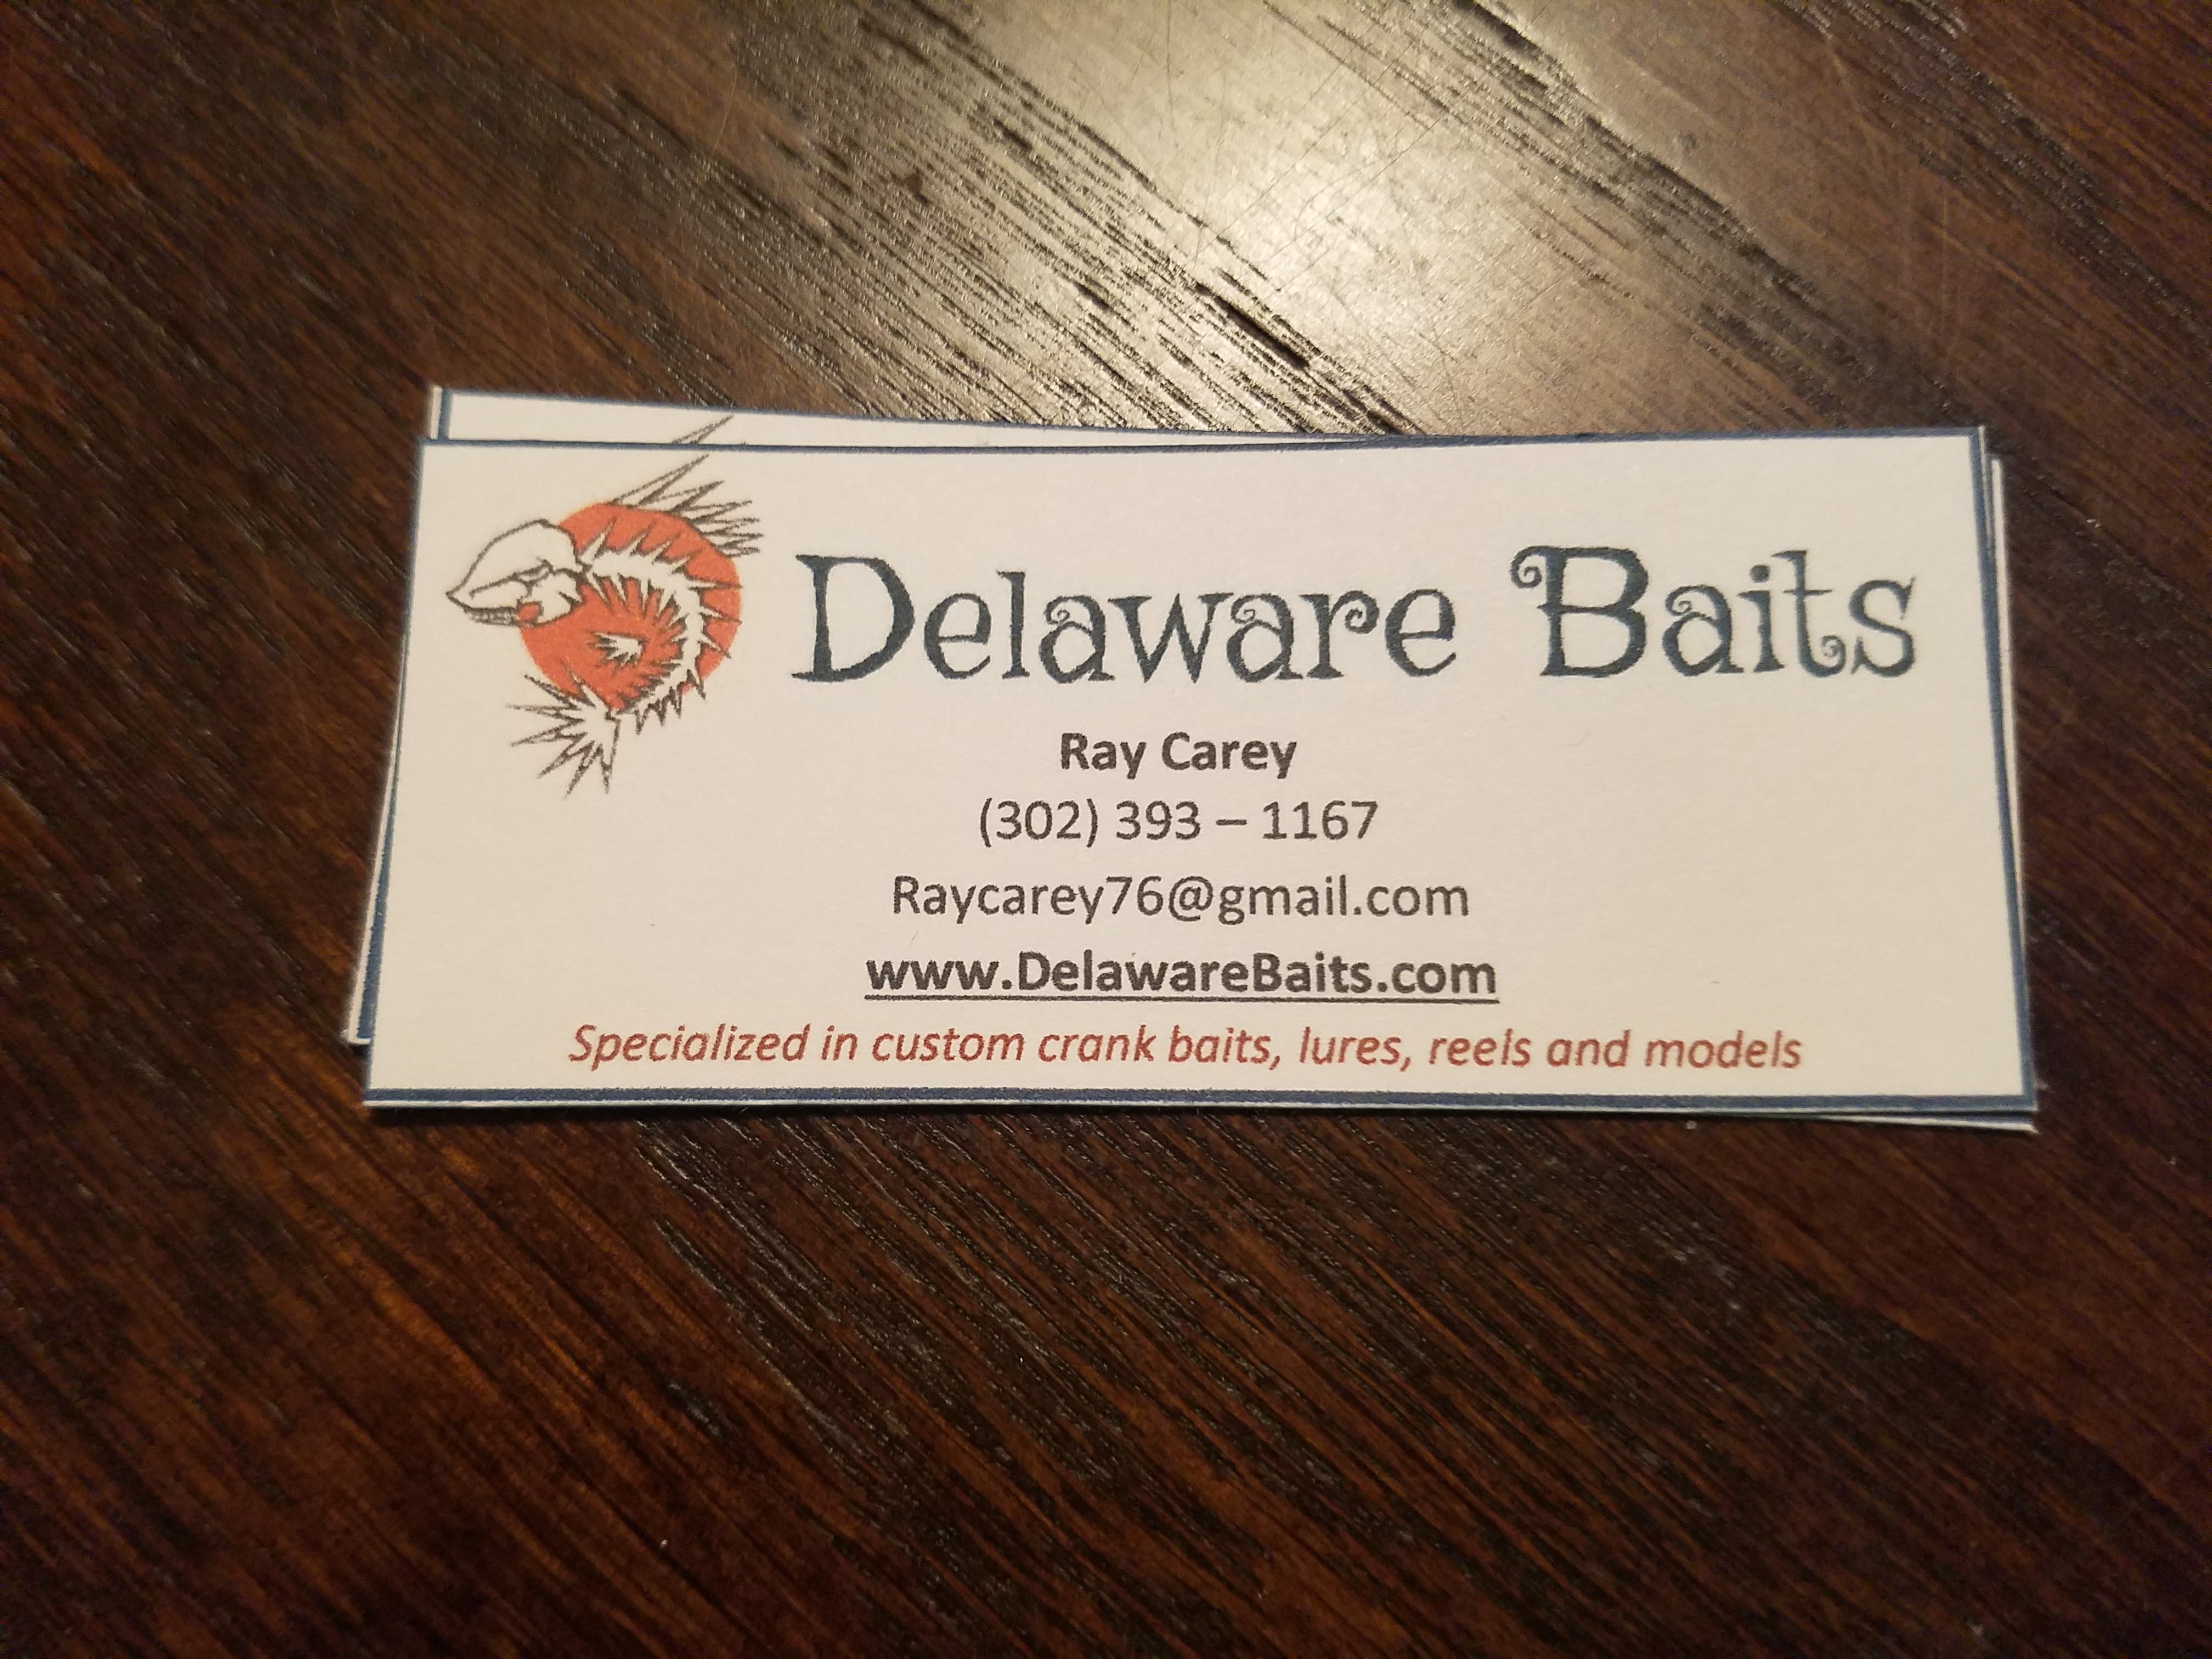 Delaware Baits
Ray Carey
(302) 393 – 1167
Raycarey76@gmail.com
www.DelawareBaits.com
Specialized in custom crank baits, lures, reels and models